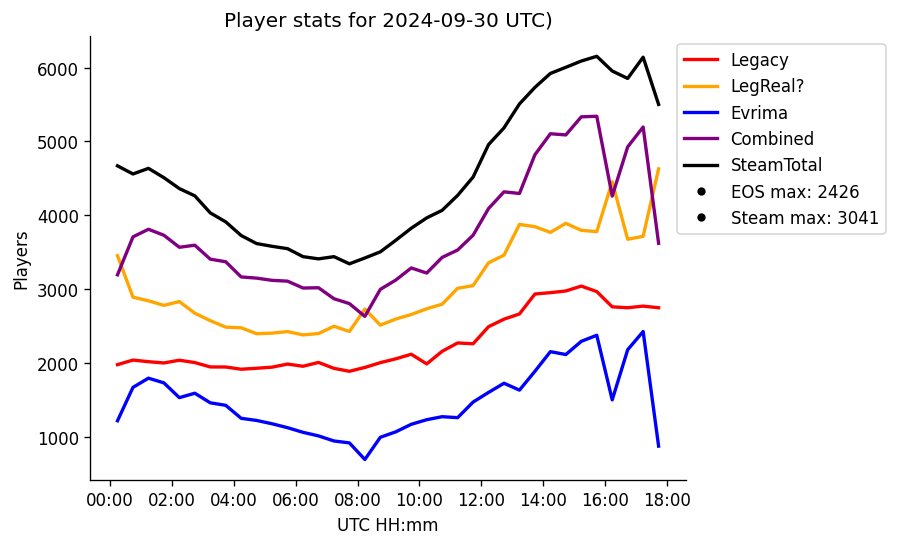 Player stats for 2024-09-30 UTC)
Legacy
LegReal?
Evrima
Combined
SteamTotal
EOS max: 2426
Steam max: 3041
Players
6000
5000
4000
3000
2000
1000
00:00 02:00 04:00 06:00 08:00 10:00 12:00 14:00 16:00 18:00
UTC HH:mm